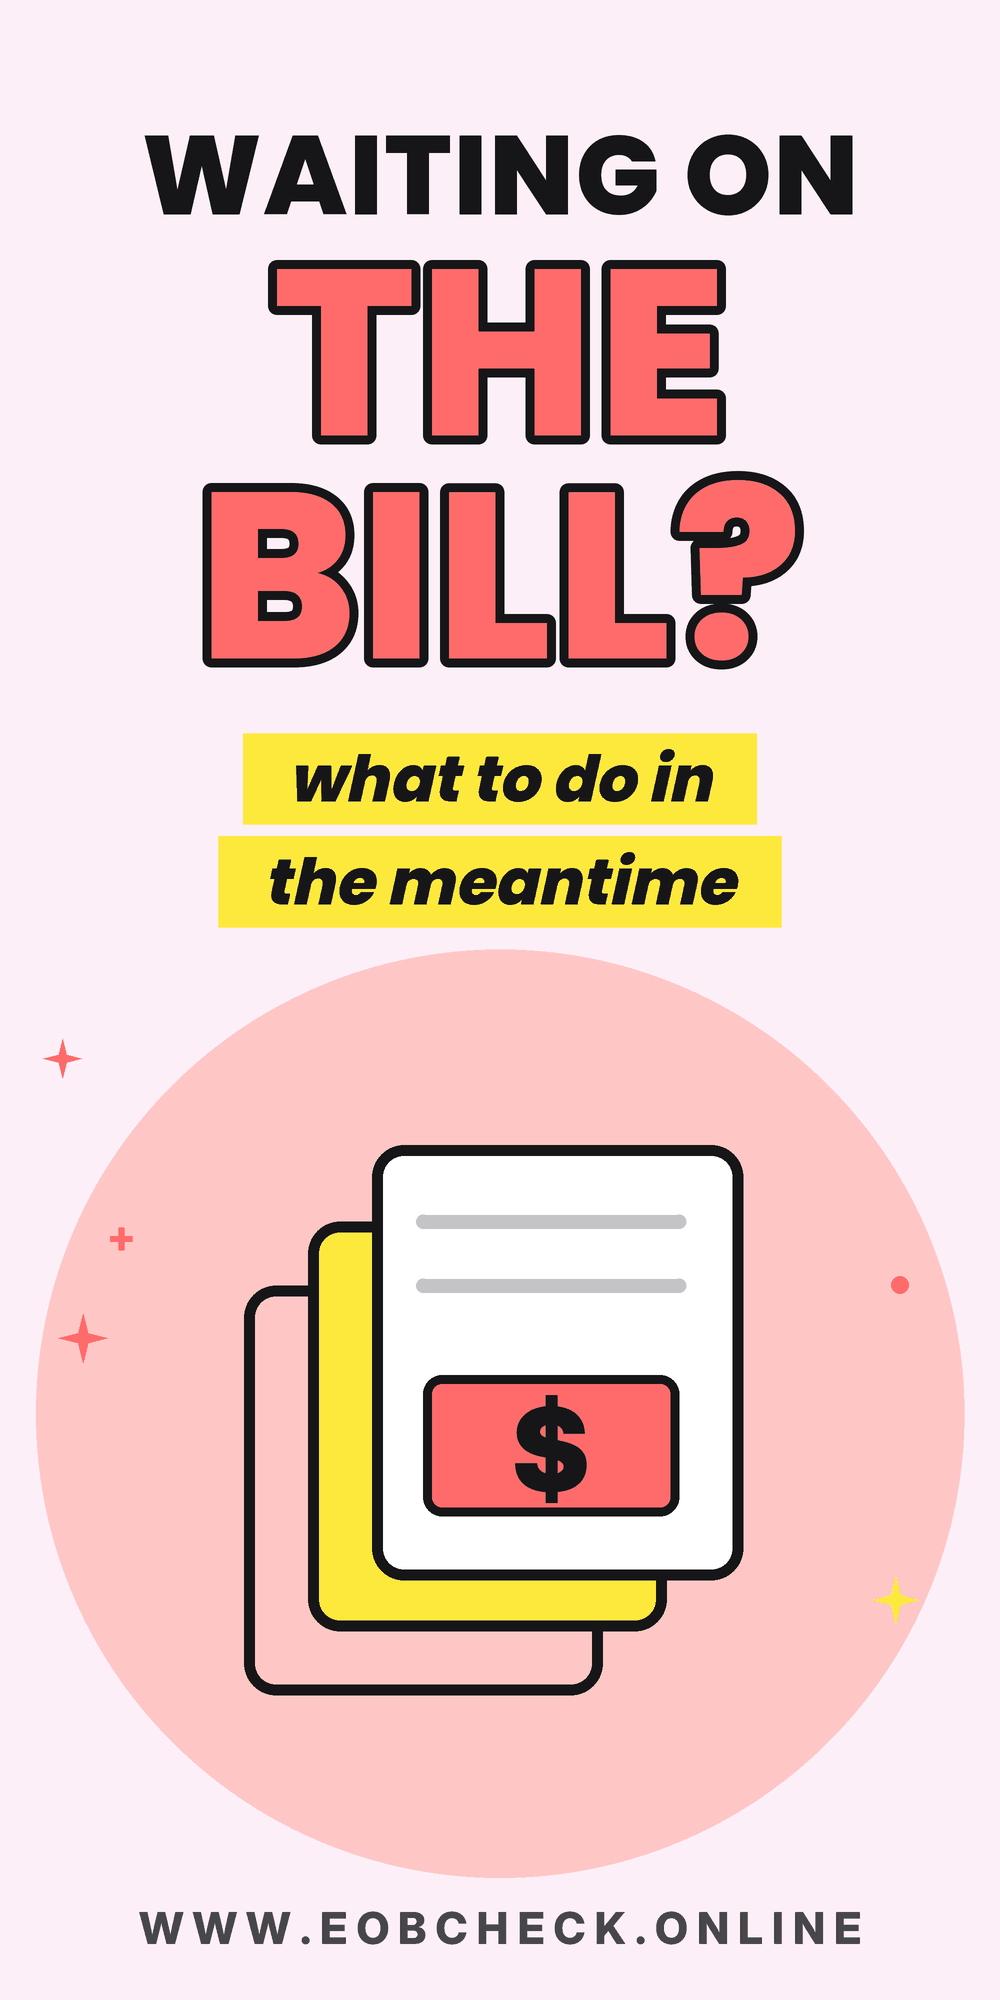 WAITING ON
THE
BILL?
what to do in
the meantime
$
WWW.EOBCHECK.ONLINE